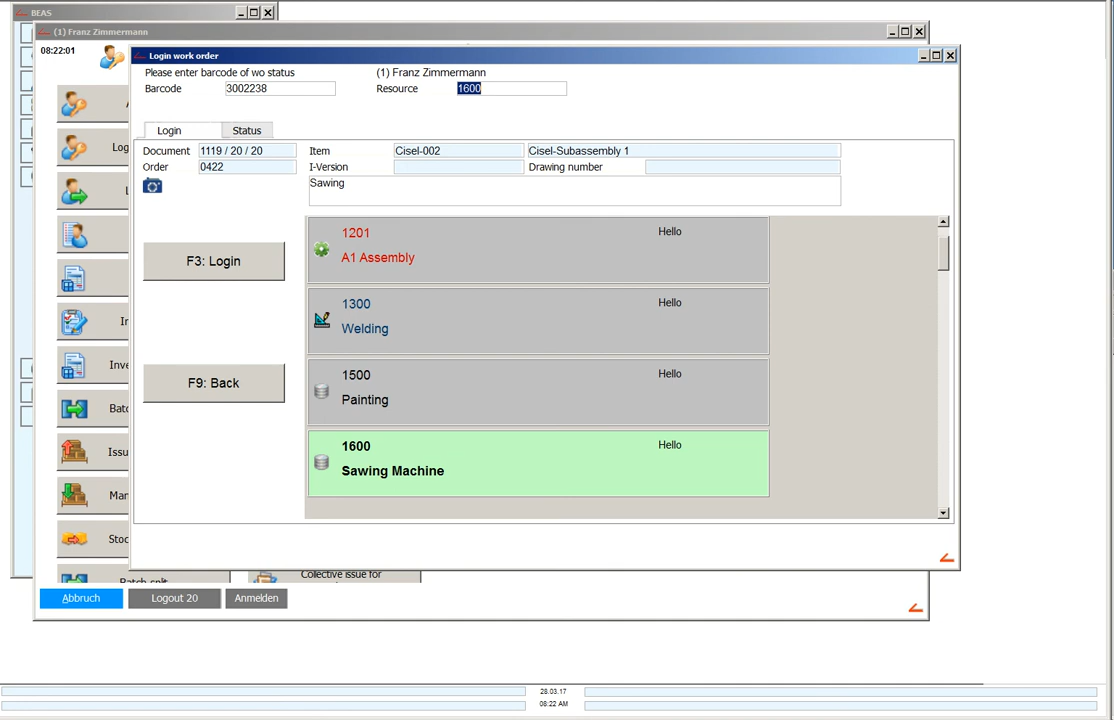 BEAS
(1) Franz Zimmermann
08:22:01
Login work order
Please enter barcode of wo status
(1) Franz Zimmermann
Barcode 3002238 Resource 1600
Login Status
Document 1119 / 20 / 20 Item Cisel-002 Cisel-Subassembly 1
Order 0422 I-Version Drawing number
Sawing
F3: Login
F9: Back
1201 Hello
A1 Assembly
1300 Hello
Welding
1500 Hello
Painting
1600 Hello
Sawing Machine
Log
Inve
Batc
Issu
Man
Stoc
Batch split
Collective issue for
Abbruch Logout 20 Anmelden
28.03.17
08:22 AM